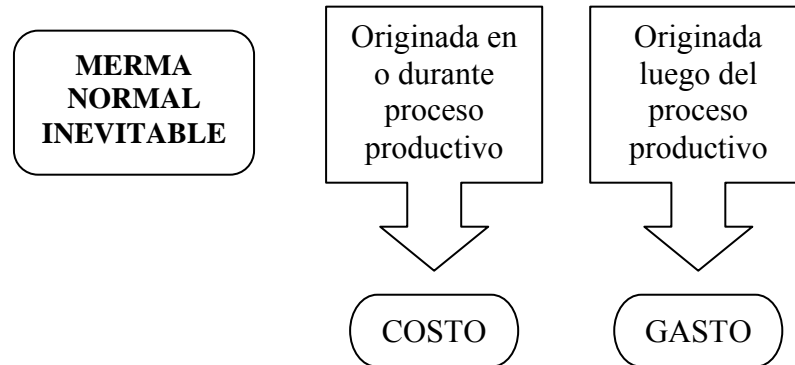 MERMA
NORMAL
INEVITABLE
Originada en
o durante
proceso
productivo
Originada
luego del
proceso
productivo
COSTO
GASTO